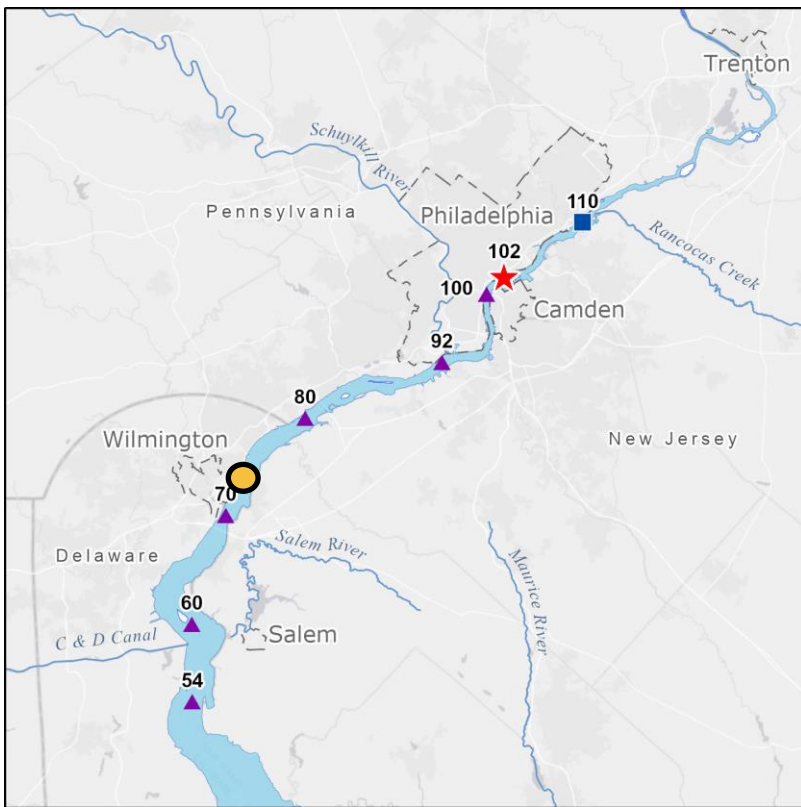 Trenton
Schuylkill River
110
Pennsylvania
Philadelphia
Rancocas Creek
102
100
Camden
92
80
Wilmington
New Jersey
70
Salem River
Delaware
Maurice River
60
C & D Canal
Salem
54